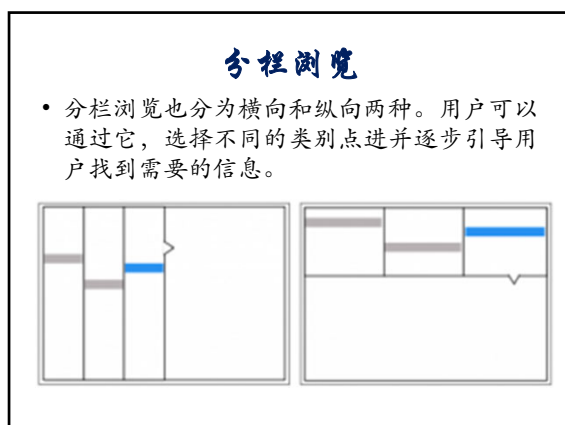 分栏浏览
• 分栏浏览也分为横向和纵向两种。用户可以
通过它，选择不同的类别点进并逐步引导用
户找到需要的信息。